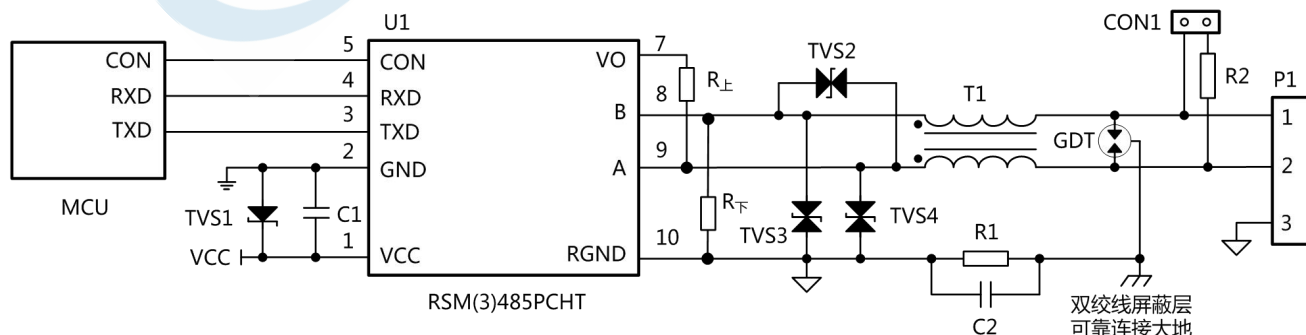 U1
CON1
MCU
CON
RXD
TXD
5
4
3
2
1
CON
RXD
TXD
GND
VCC
VO
B
A
RGND
7
8
9
10
RSM(3)485PCHT
TVS1
C1
VCC
R上
R下
TVS2
TVS3
TVS4
T1
GDT
R2
P1
1
2
3
R1
C2
双绞线屏蔽层
可靠连接大地